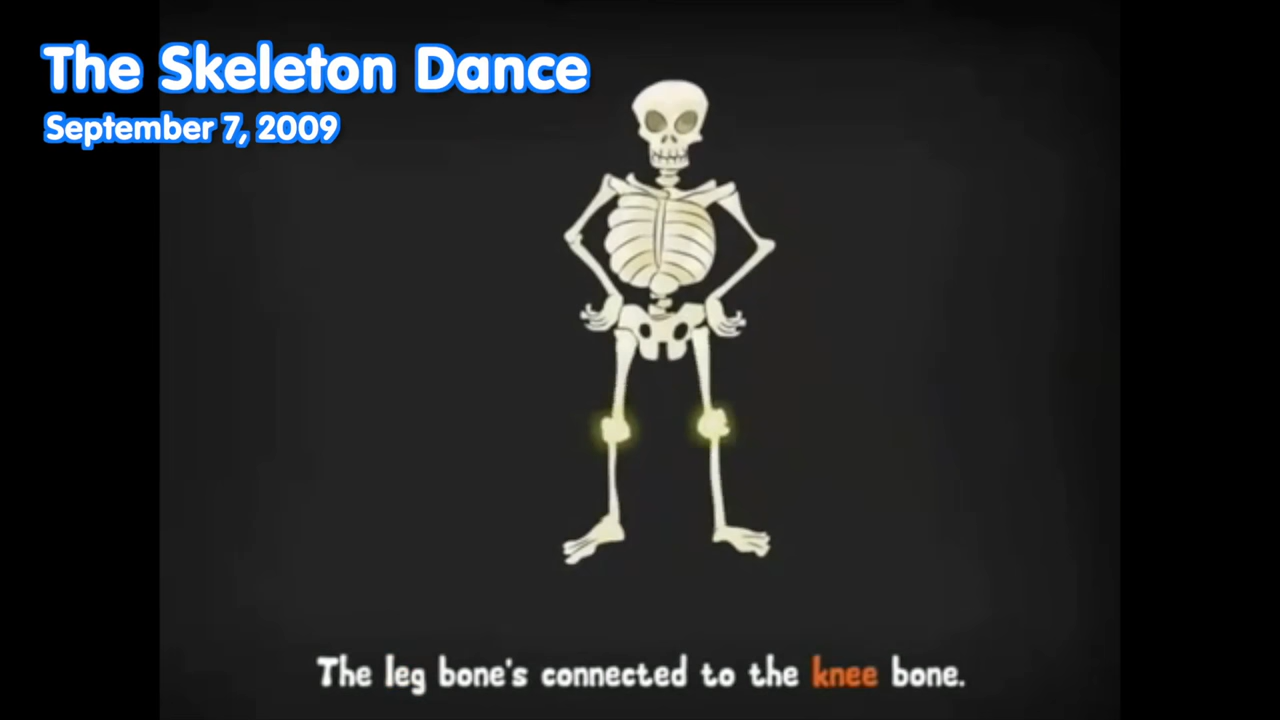 The Skeleton Dance
September 7, 2009
The leg bone's connected to the knee bone.